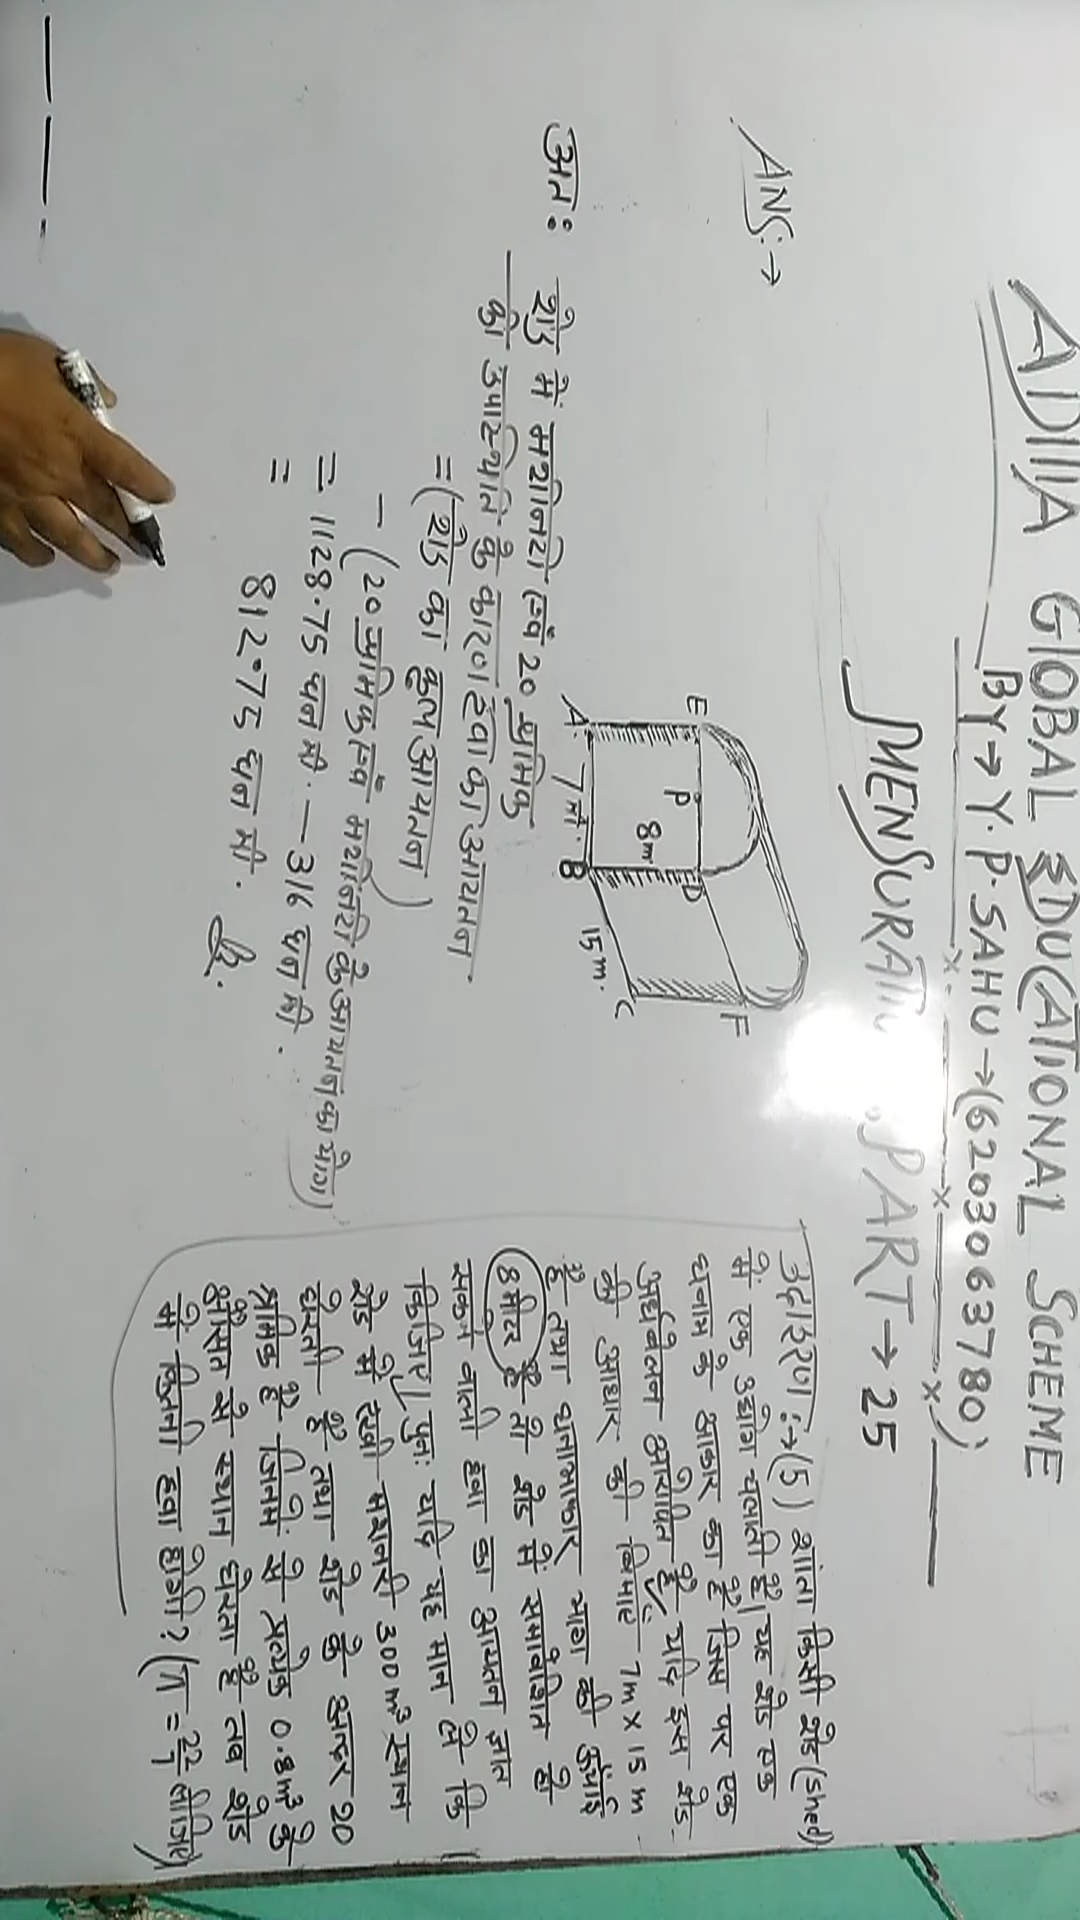 ADIIA GLOBAL EDUCATIONAL SCHEME
BY → Y.P.SAHU → (6203063780)
MENSURATI PART → 25
ANS: →
E
P
D
F
8m
A
7 मी.
B
15 m.
C
अतः शेड में मशीनरी एवं 20 श्रमिक
की उपस्थिति के कारण हवा का आयतन
= (शेड का कुल आयतन)
- (20 श्रमिक एवं मशीनरी के आयतन का योग)
= 1128.75 घन मी. - 316 घन मी.
= 812.75 घन मी.
उदाहरण :→ (5) शांता किसी शेड (shed)
में एक उद्योग चलाती है। यह शेड एक
घनाभ के आकार का है जिस पर एक
अर्द्धबेलन आरोपित है, यदि इस शेड
की आधार की विमाएं 7m × 15 m
है तथा घनाभाकार भाग की ऊंचाई
8 मीटर है तो शेड में समावेशित हो
सकने वाली हवा का आयतन ज्ञात
किजिए। पुनः यदि यह मान लें कि
शेड में रखी मशीनरी 300 m³ स्थान
घेरती है तथा शेड के अन्दर 20
श्रमिक हैं जिनमें से प्रत्येक 0.8m³ के
औसत से स्थान घेरता है तब शेड
में कितनी हवा होगी? (π = 22/7 लीजिए)